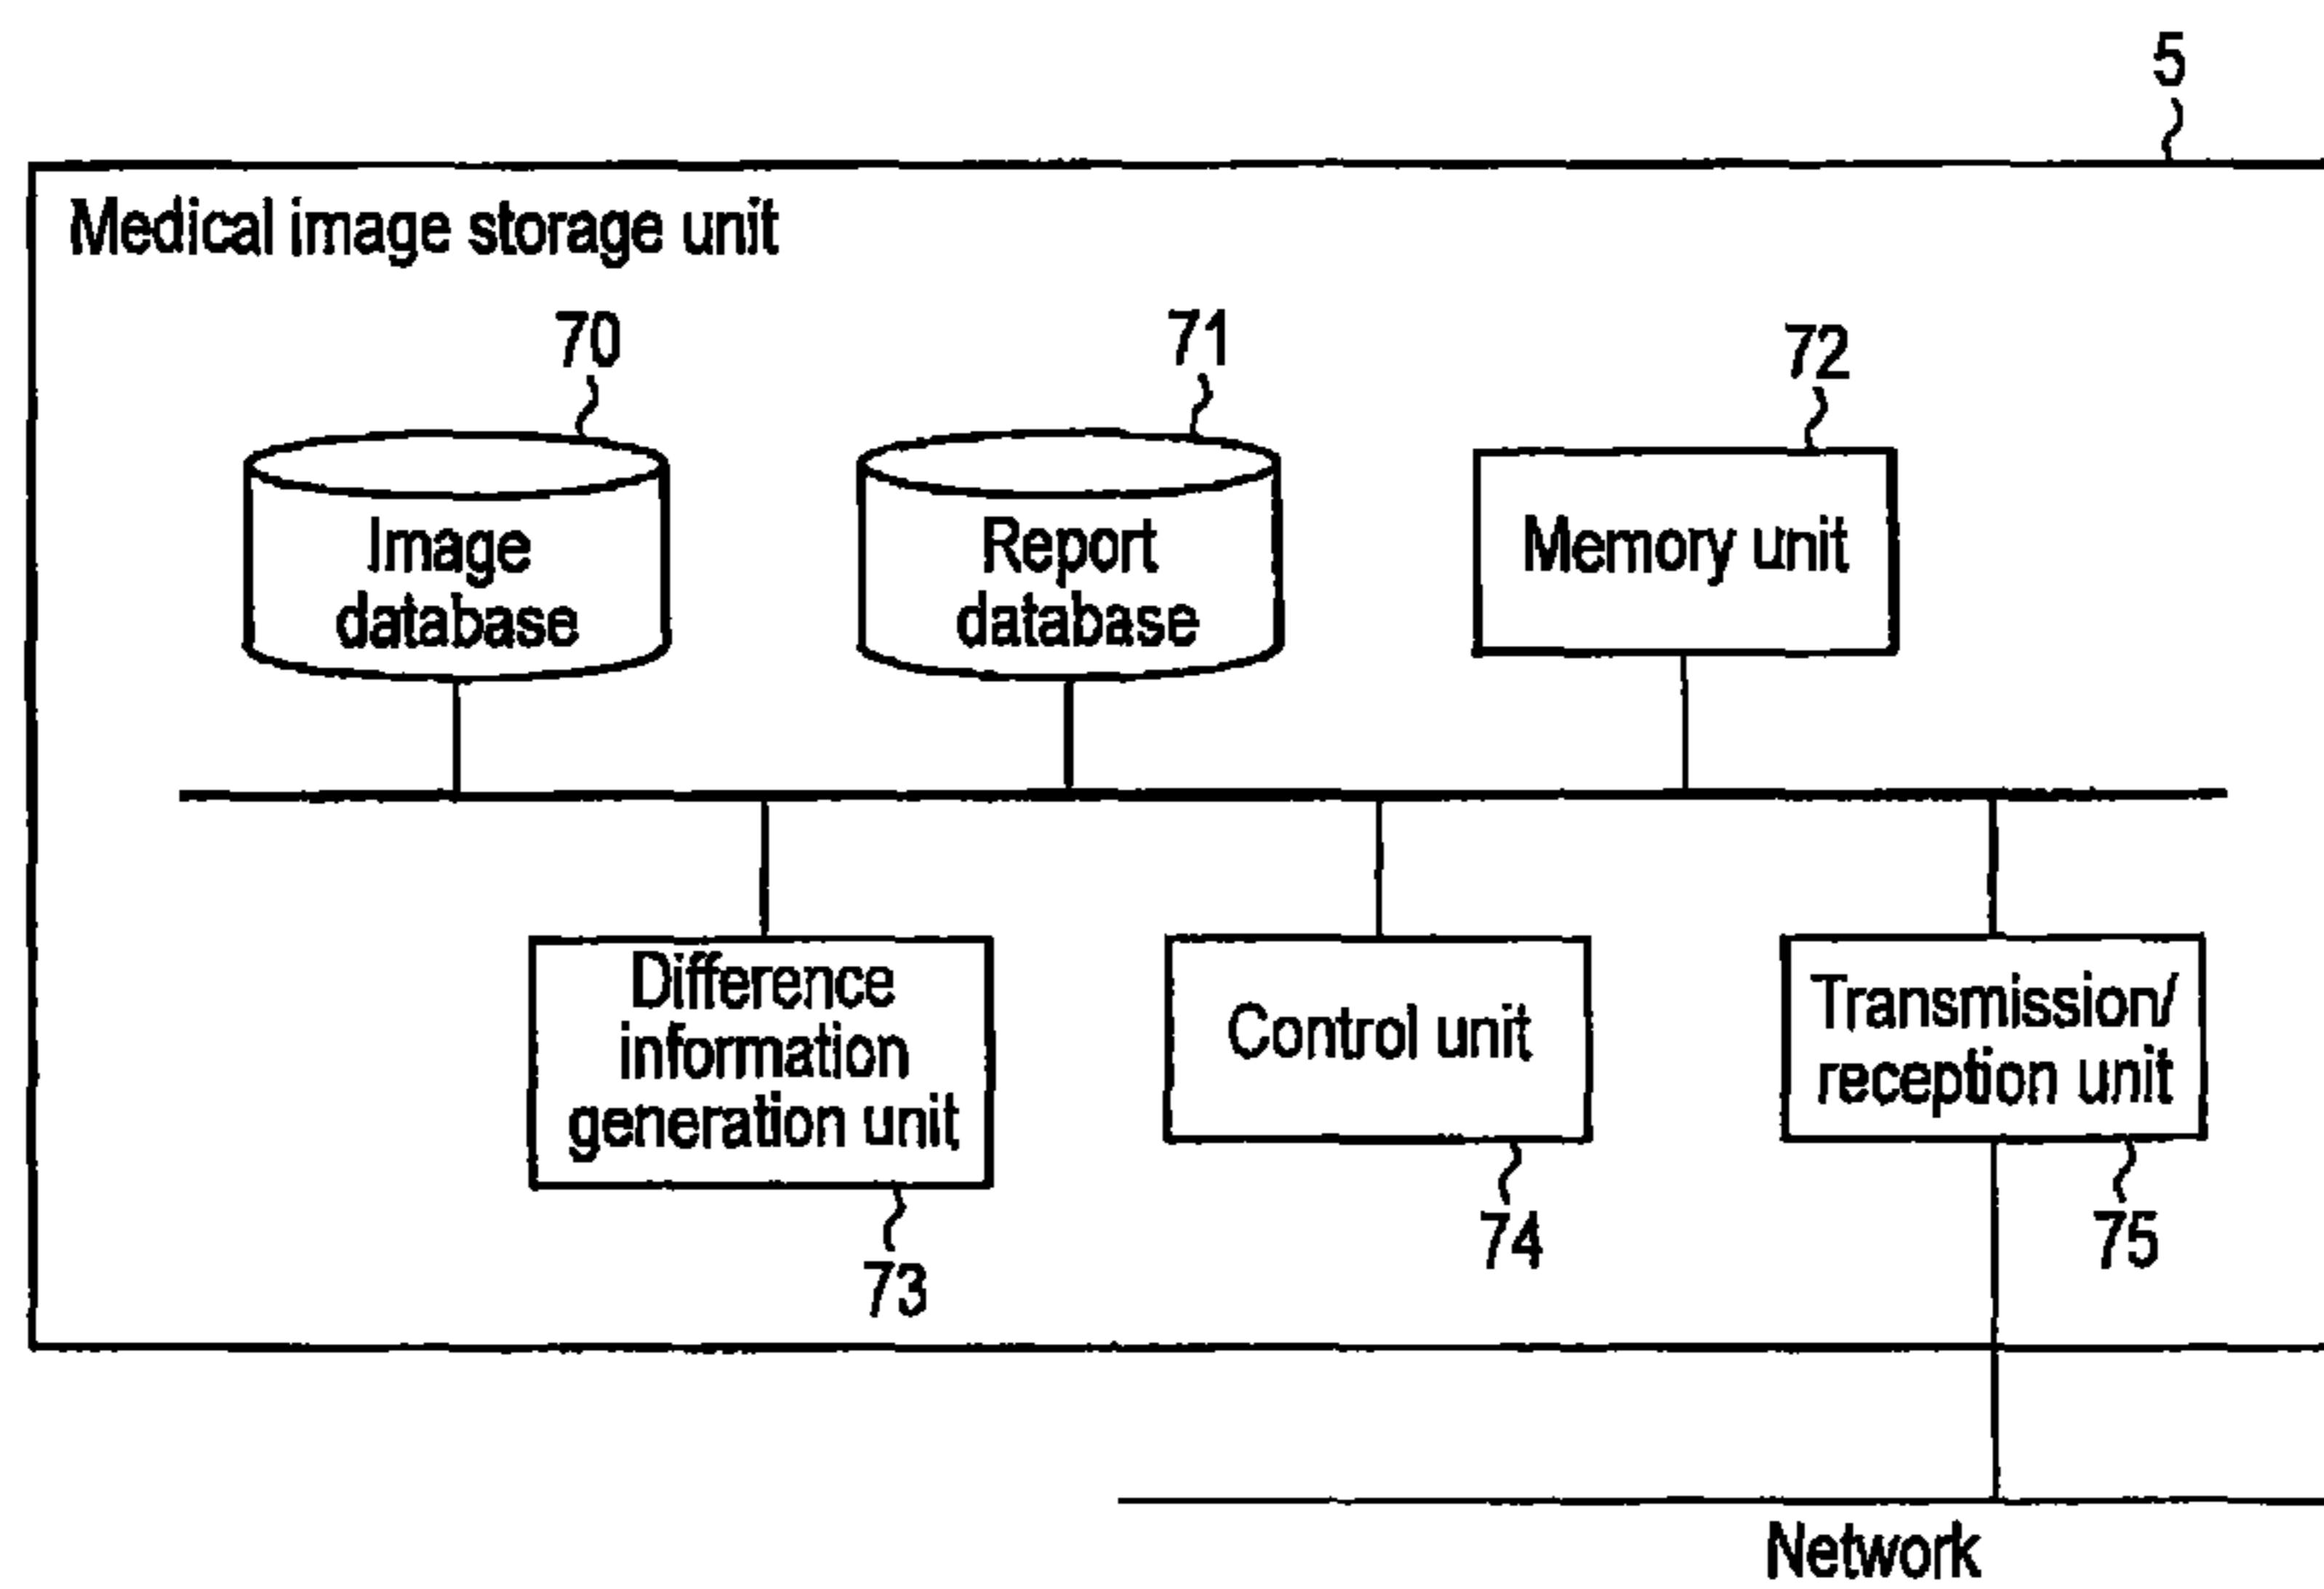 5
Medical image storage unit
70
71
72
Image
database
Report
database
Memory unit
Difference
information
generation unit
Control unit
Transmission/
reception unit
73
74
75
Network